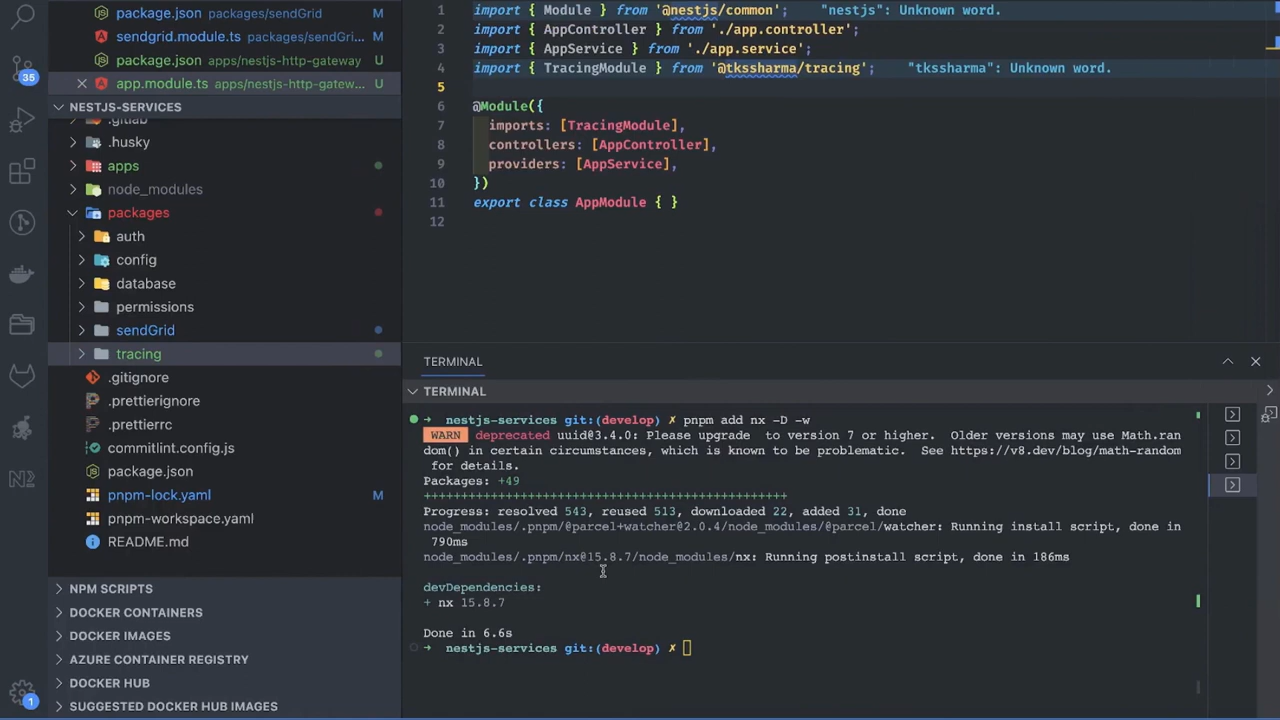 package.json packages/sendGrid M
sendgrid.module.ts packages/sendGri... M
package.json apps/nestjs-http-gateway U
app.module.ts apps/nestjs-http-gatew... U
35
NESTJS-SERVICES
.gitlab
.husky
apps
node_modules
packages
auth
config
database
permissions
sendGrid
tracing
.gitignore
.prettierignore
.prettierrc
commitlint.config.js
package.json
pnpm-lock.yaml M
pnpm-workspace.yaml
README.md
NPM SCRIPTS
DOCKER CONTAINERS
DOCKER IMAGES
AZURE CONTAINER REGISTRY
DOCKER HUB
SUGGESTED DOCKER HUB IMAGES
1
1 import { Module } from '@nestjs/common'; "nestjs": Unknown word.
2 import { AppController } from './app.controller';
3 import { AppService } from './app.service';
4 import { TracingModule } from '@tkssharma/tracing'; "tkssharma": Unknown word.
5
6 @Module({
7 imports: [TracingModule],
8 controllers: [AppController],
9 providers: [AppService],
10 })
11 export class AppModule { }
12
TERMINAL
TERMINAL
→ nestjs-services git:(develop) ✗ pnpm add nx -D -w
WARN deprecated uuid@3.4.0: Please upgrade to version 7 or higher. Older versions may use Math.ran
dom() in certain circumstances, which is known to be problematic. See https://v8.dev/blog/math-random
for details.
Packages: +49
+++++++++++++++++++++++++++++++++++++++++++++++++
Progress: resolved 543, reused 513, downloaded 22, added 31, done
node_modules/.pnpm/@parcel+watcher@2.0.4/node_modules/@parcel/watcher: Running install script, done in
790ms
node_modules/.pnpm/nx@15.8.7/node_modules/nx: Running postinstall script, done in 186ms
devDependencies:
+ nx 15.8.7
Done in 6.6s
→ nestjs-services git:(develop) ✗